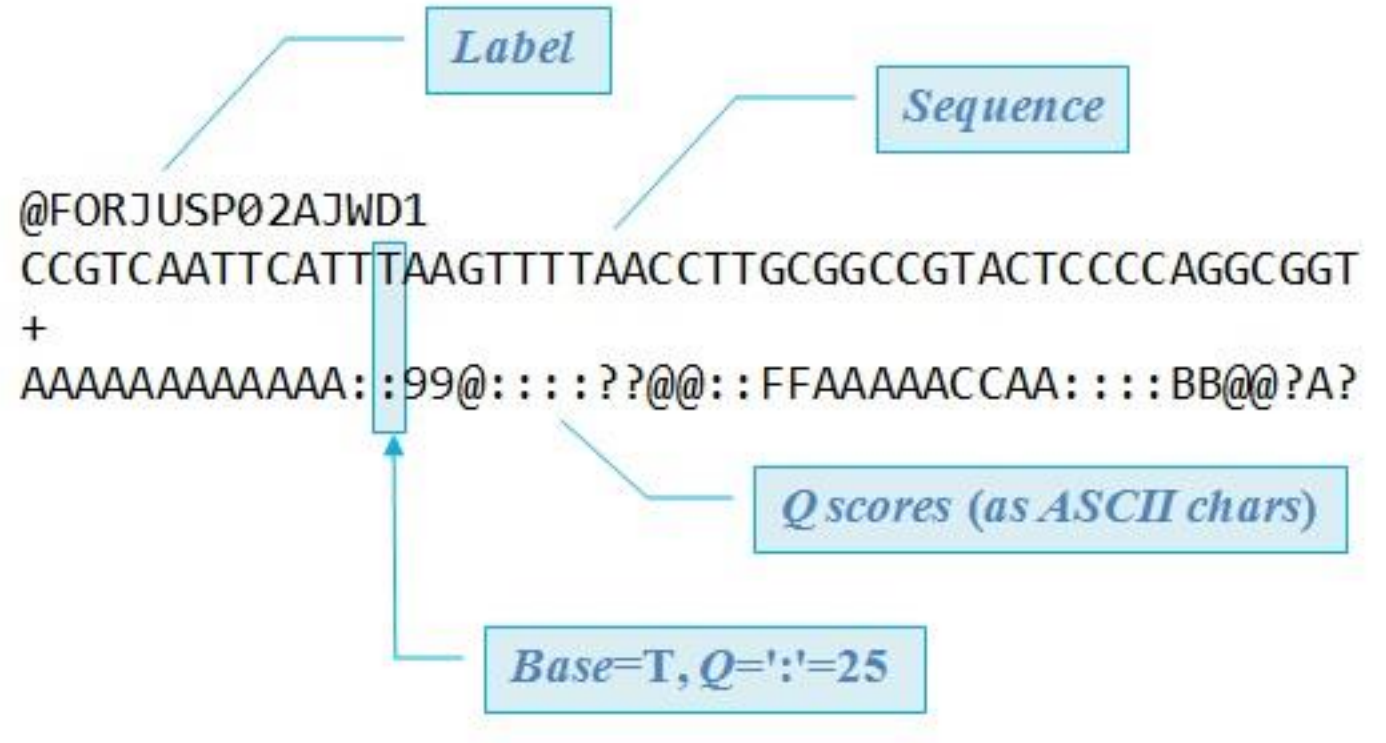 Label
Sequence
@FORJUSP02AJWD1
CCGTCAATTCATTTAAGTTTTAACCTTGCGGCCGTACTCCCCAGGCGGT
+
AAAAAAAAAAAA::99@::::??@@::FFAAAAACCAA::::BB@@?A?
Q scores (as ASCII chars)
Base=T, Q=':'=25